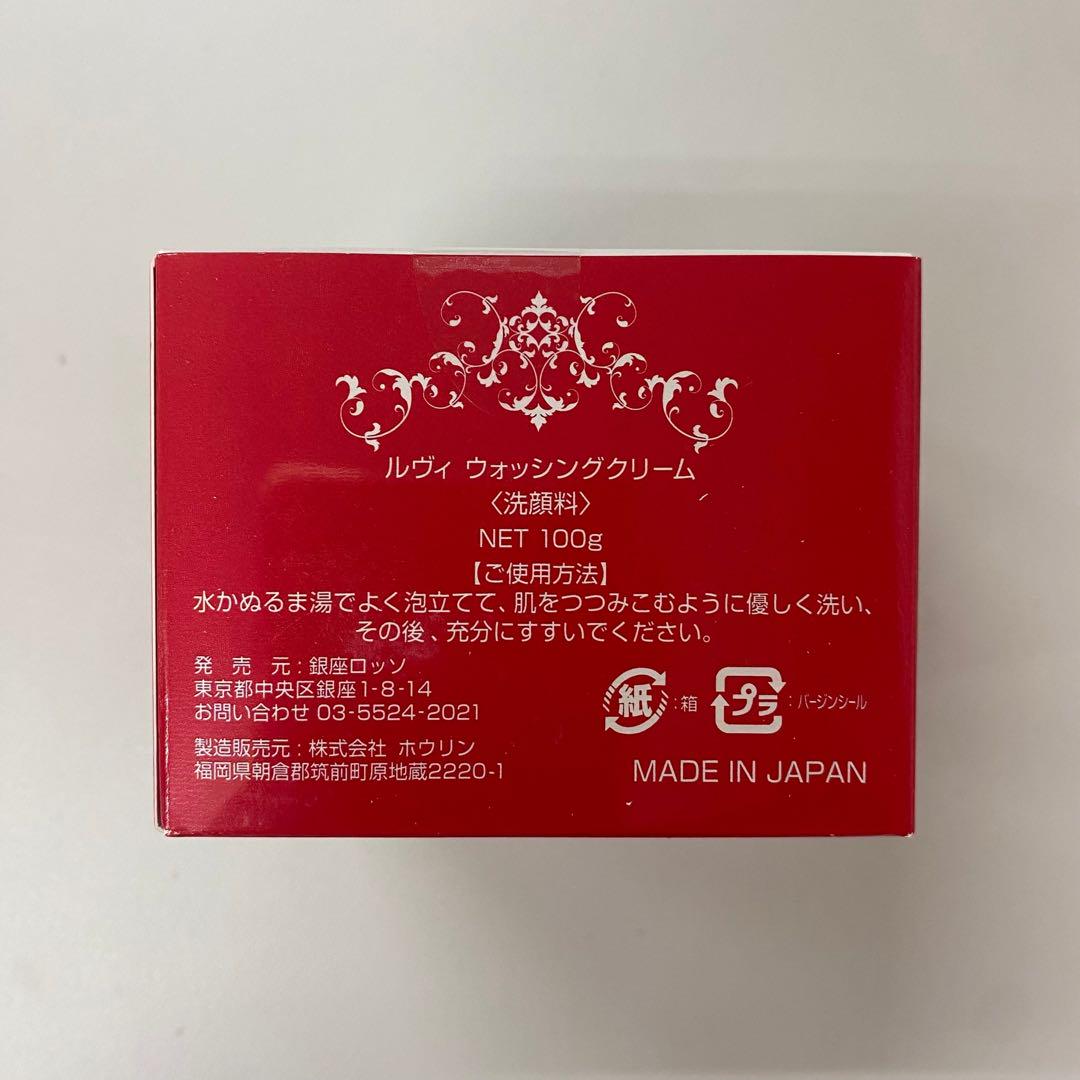 ルヴィ ウォッシングクリーム
〈洗顔料〉
NET 100g
【ご使用方法】
水かぬるま湯でよく泡立てて、肌をつつみこむように優しく洗い、
その後、充分にすすいでください。
発売元：銀座ロッソ
東京都中央区銀座1-8-14
お問い合わせ 03-5524-2021
製造販売元：株式会社 ホウリン
福岡県朝倉郡筑前町原地蔵2220-1
紙：箱 プラ：バージンシール
MADE IN JAPAN